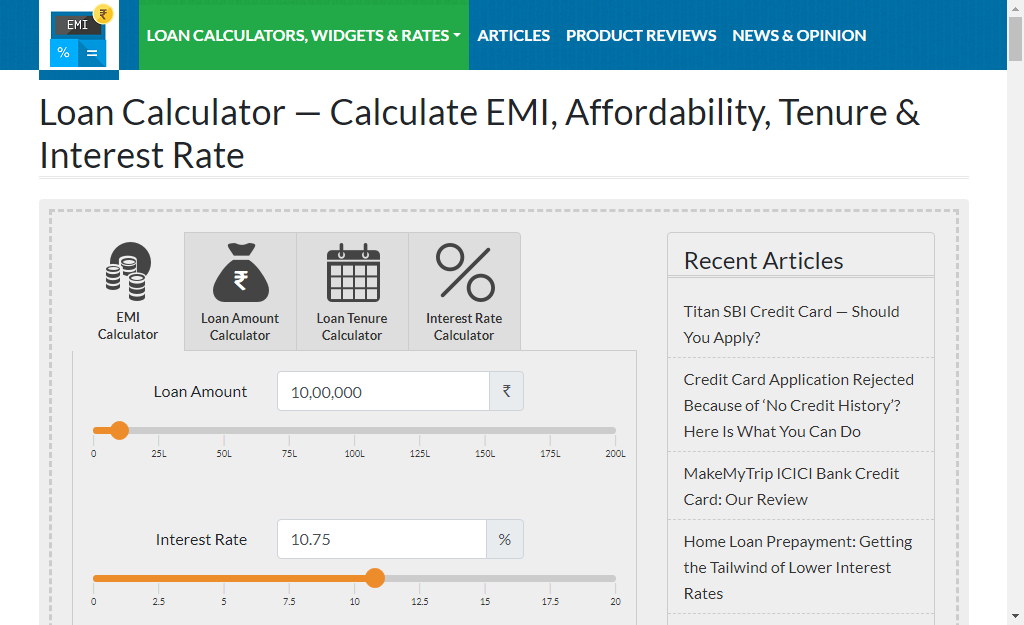 EMI ₹
% =
LOAN CALCULATORS, WIDGETS & RATES ARTICLES PRODUCT REVIEWS NEWS & OPINION
Loan Calculator — Calculate EMI, Affordability, Tenure &
Interest Rate
EMI
Calculator
₹
Loan Amount
Calculator
Loan Tenure
Calculator
Interest Rate
Calculator
Loan Amount 10,00,000 ₹
0 25L 50L 75L 100L 125L 150L 175L 200L
Interest Rate 10.75 %
0 2.5 5 7.5 10 12.5 15 17.5 20
Recent Articles
Titan SBI Credit Card — Should
You Apply?
Credit Card Application Rejected
Because of ‘No Credit History’?
Here Is What You Can Do
MakeMyTrip ICICI Bank Credit
Card: Our Review
Home Loan Prepayment: Getting
the Tailwind of Lower Interest
Rates